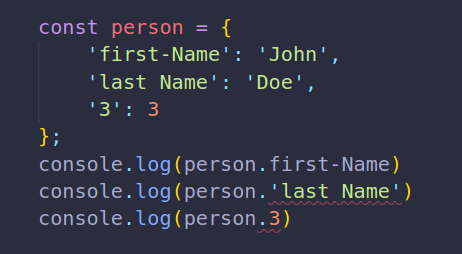 const person = {
    'first-Name': 'John',
    'last Name': 'Doe',
    '3': 3
};
console.log(person.first-Name)
console.log(person.'last Name')
console.log(person.3)